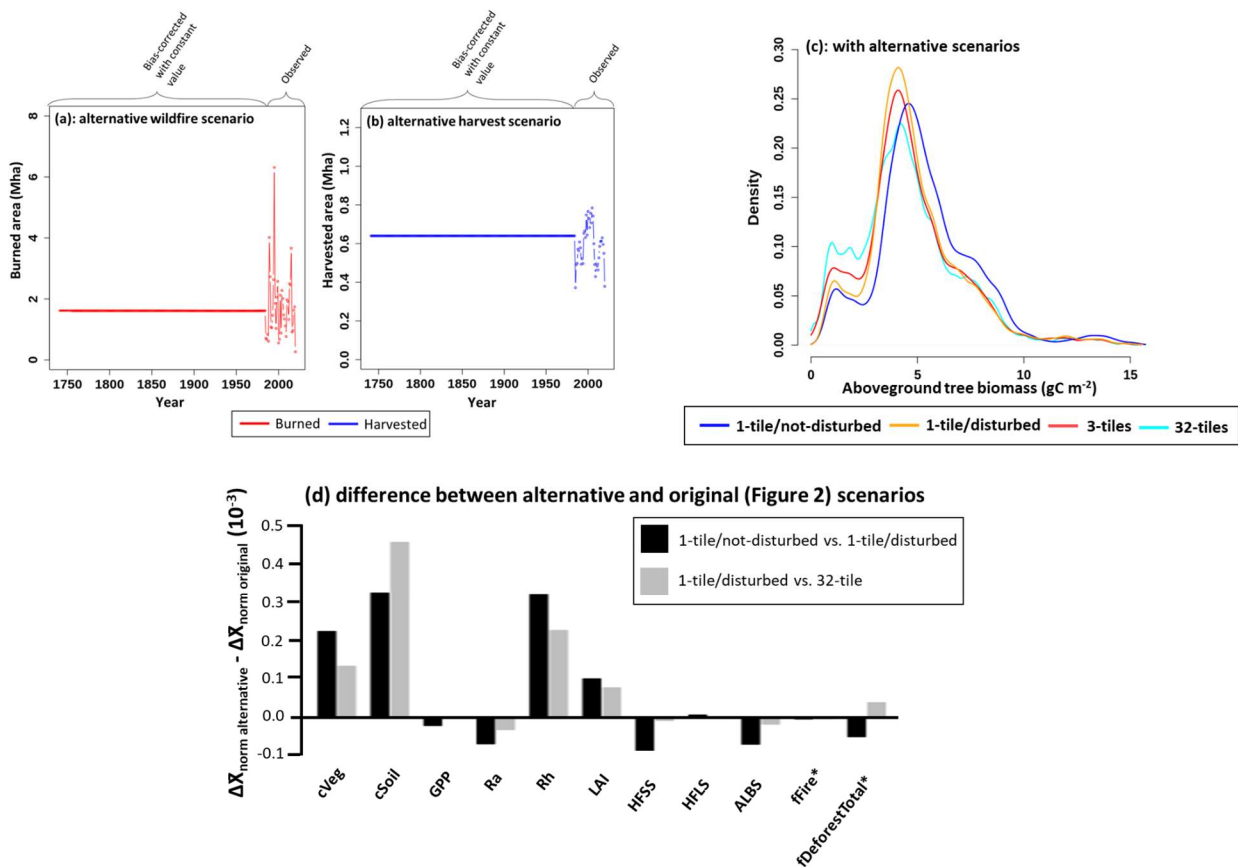 Bias-corrected
with constant
value
Observed
(a): alternative wildfire scenario
Burned area (Mha)
8
6
4
2
0
1750 1800 1850 1900 1950 2000
Year
Bias-corrected
with constant
value
Observed
(b) alternative harvest scenario
Harvested area (Mha)
1.2
1.0
0.8
0.6
0.4
0.2
0.0
1750 1800 1850 1900 1950 2000
Year
Burned Harvested
(c): with alternative scenarios
Density
0.30
0.25
0.20
0.15
0.10
0.05
0.00
0 5 10 15
Aboveground tree biomass (gC m⁻²)
1-tile/not-disturbed 1-tile/disturbed 3-tiles 32-tiles
(d) difference between alternative and original (Figure 2) scenarios
ΔX̄norm alternative - ΔX̄norm original (10⁻³)
0.5
0.4
0.3
0.2
0.1
0.0
-0.1
1-tile/not-disturbed vs. 1-tile/disturbed
1-tile/disturbed vs. 32-tile
cVeg cSoil GPP Ra Rh LAI HFSS HFLS ALBS fFire* fDeforestTotal*